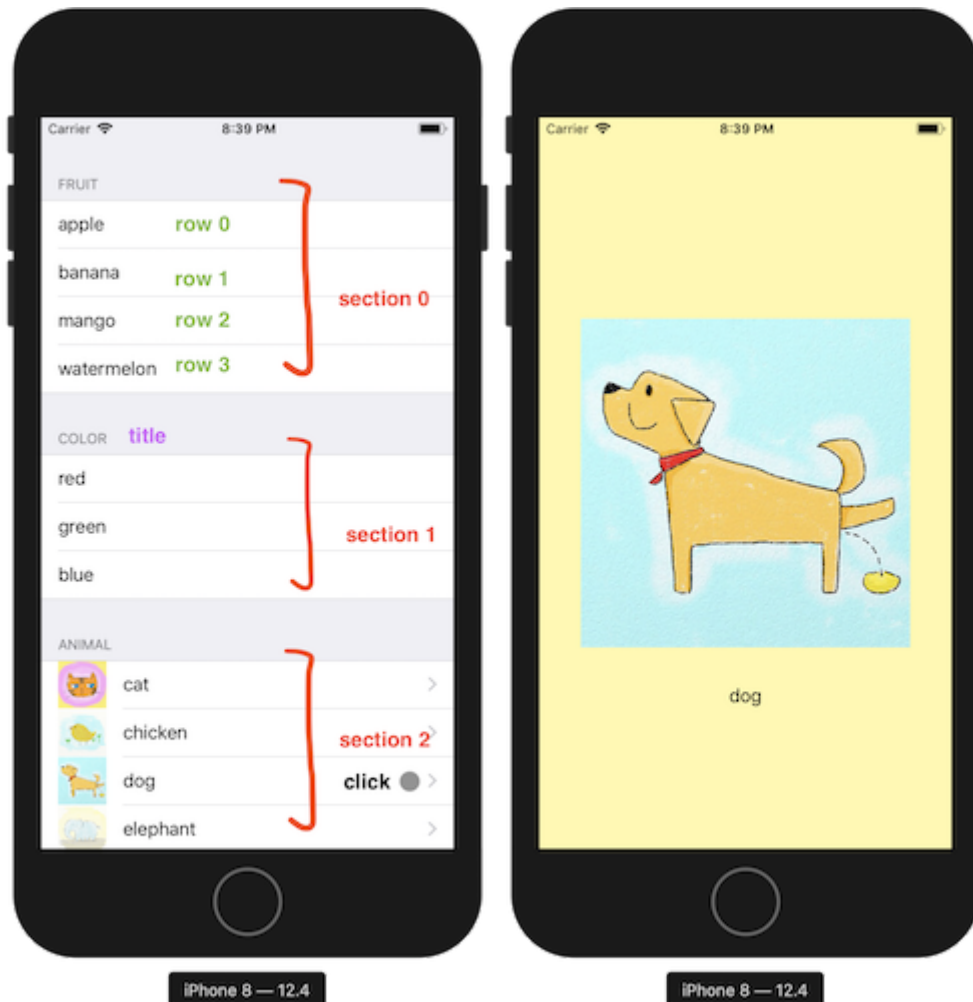 Carrier 8:39 PM
FRUIT
apple row 0
banana row 1
section 0
mango row 2
watermelon row 3
COLOR title
red
green
section 1
blue
ANIMAL
cat
chicken
section 2
dog click
elephant
iPhone 8 — 12.4
Carrier 8:39 PM
dog
iPhone 8 — 12.4